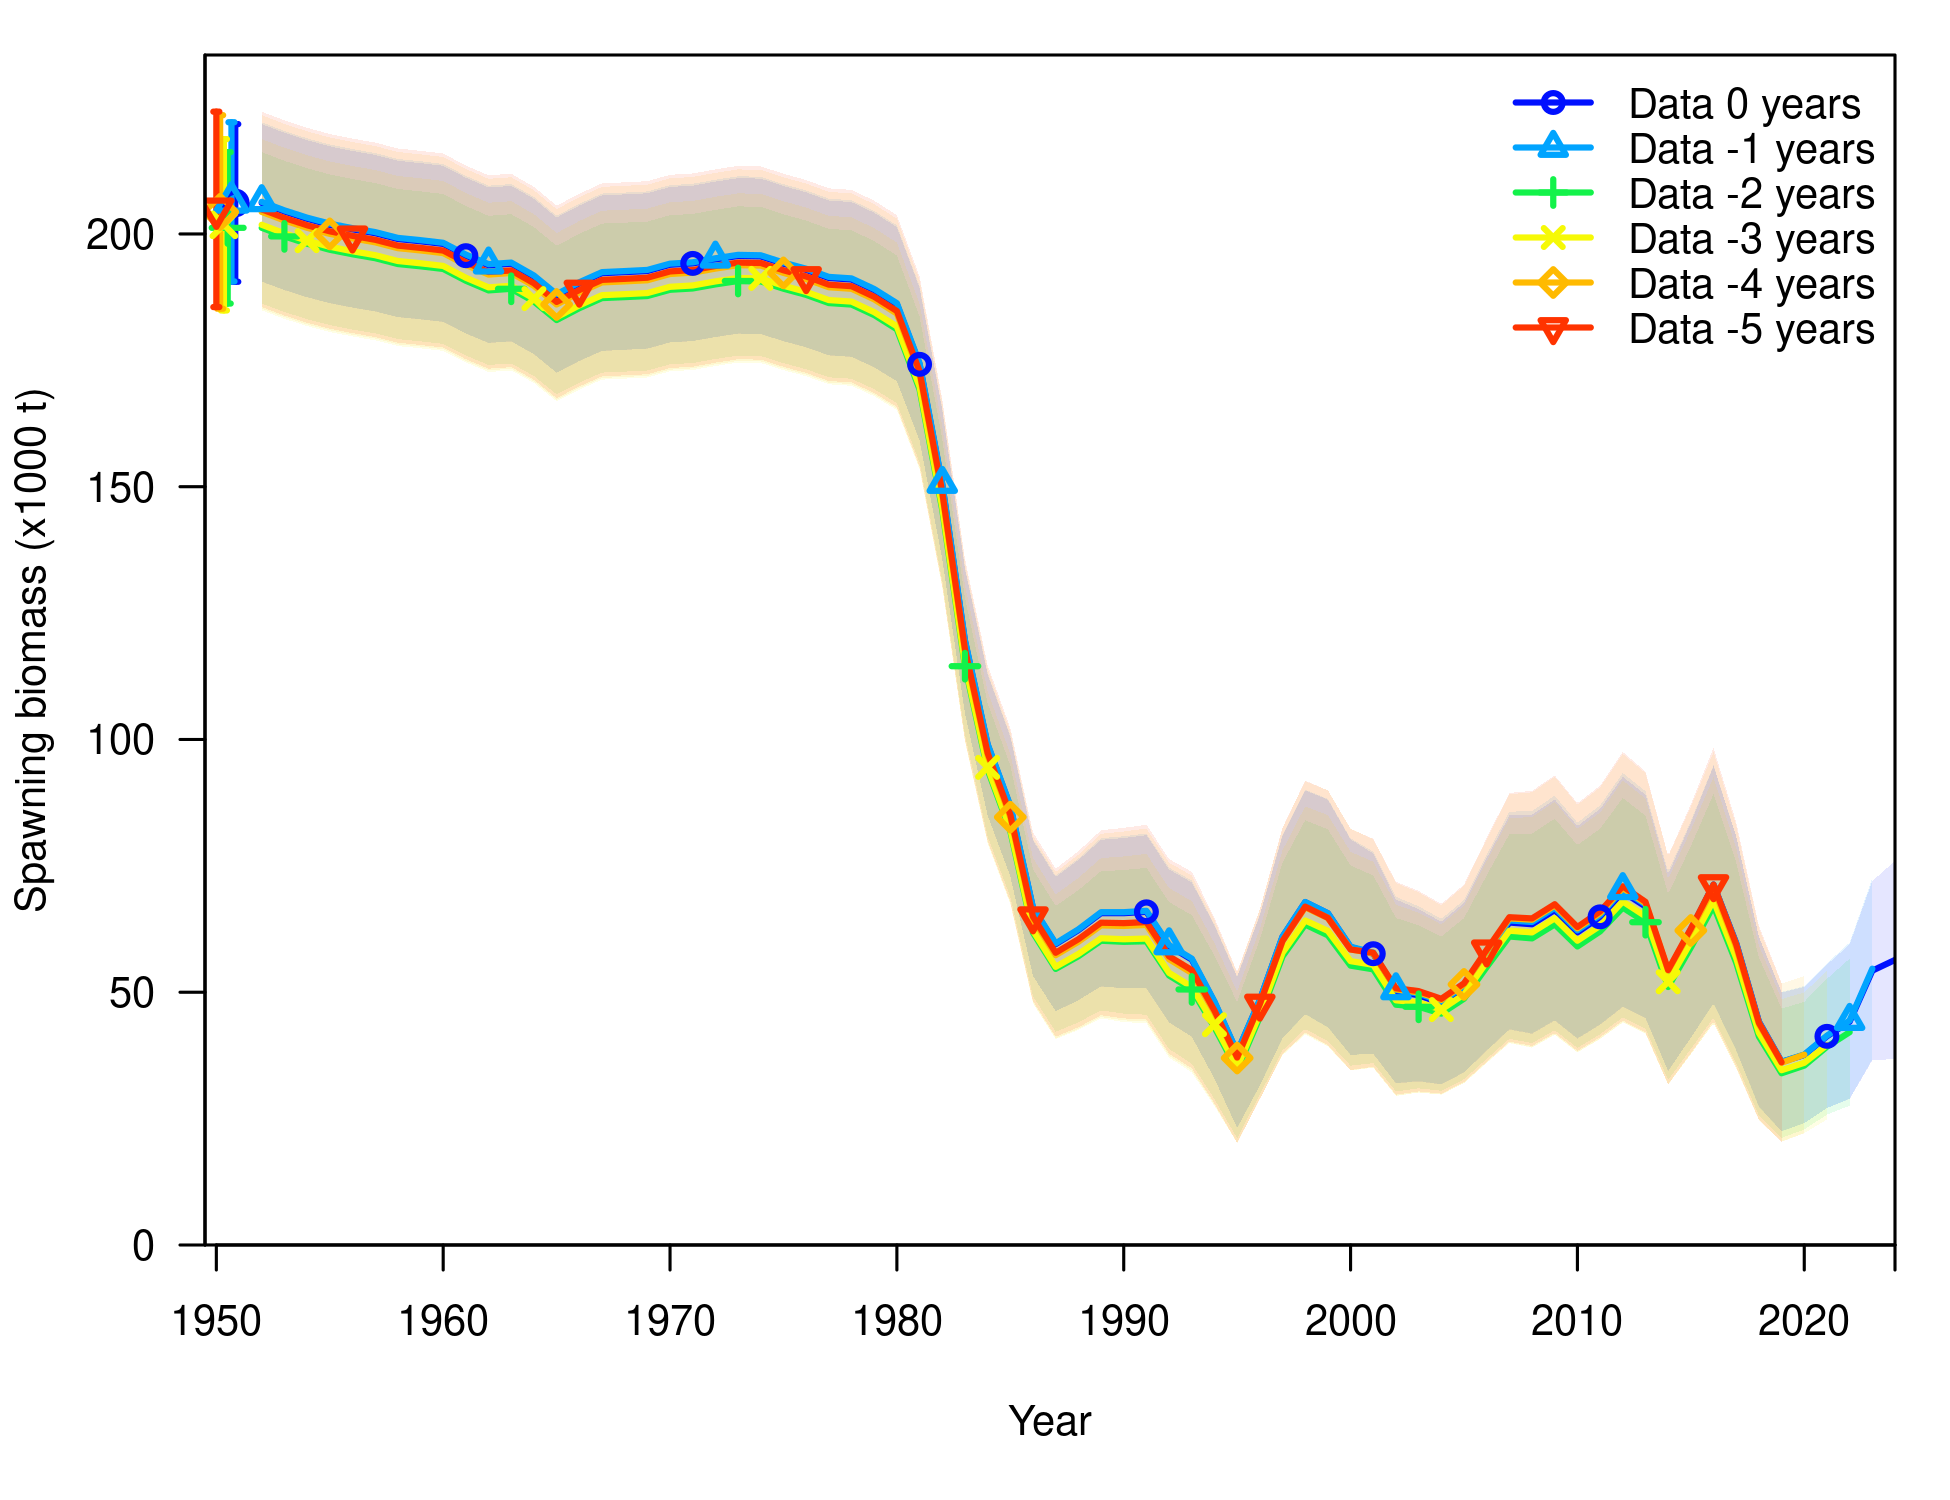 Data 0 years
Data -1 years
Data -2 years
Data -3 years
Data -4 years
Data -5 years
Spawning biomass (x1000 t)
200
150
100
50
0
1950 1960 1970 1980 1990 2000 2010 2020
Year